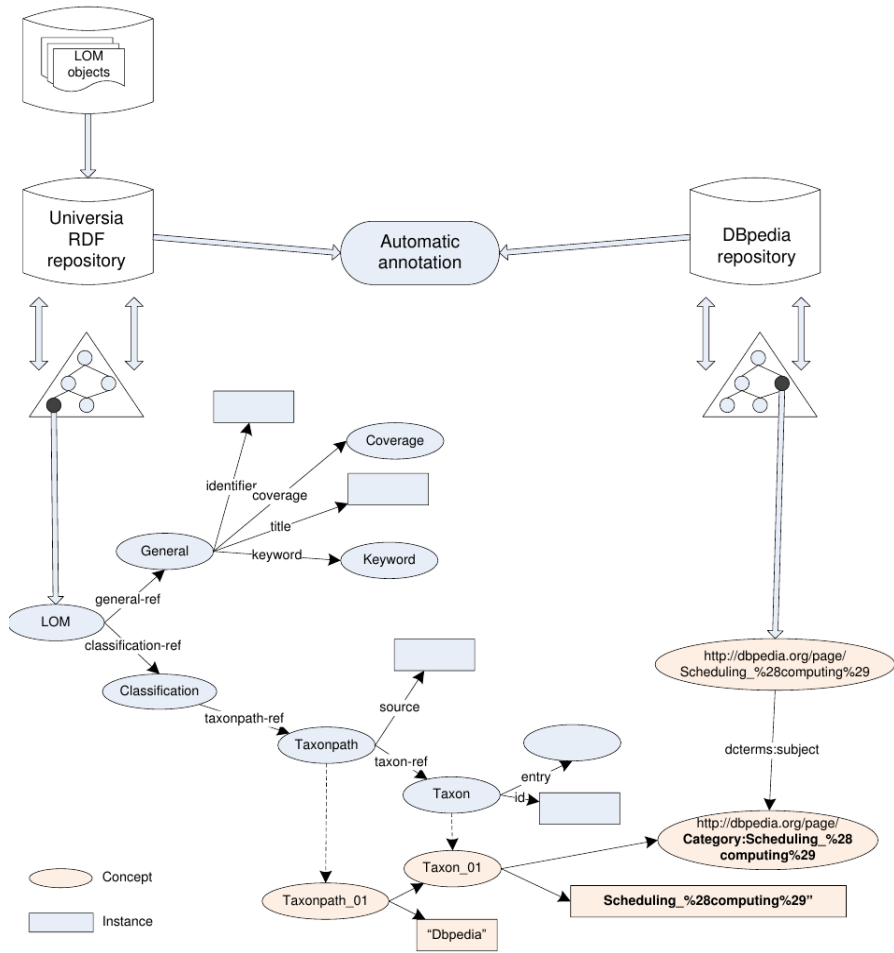 LOM
objects
Universia
RDF
repository
Automatic
annotation
DBpedia
repository
identifier
Coverage
coverage
title
General
keyword
Keyword
general-ref
LOM
classification-ref
Classification
taxonpath-ref
source
Taxonpath
taxon-ref
entry
Taxon
id
http://dbpedia.org/page/
Scheduling_%28computing%29
dcterms:subject
http://dbpedia.org/page/
Category:Scheduling_%28
computing%29
Taxon_01
Taxonpath_01
Scheduling_%28computing%29”
“Dbpedia”
Concept
Instance